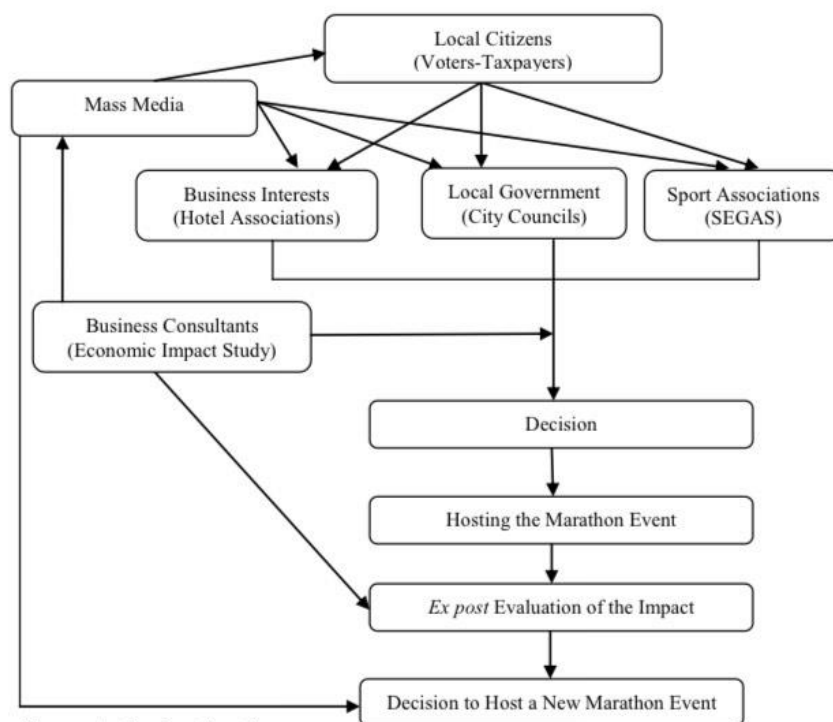 Local Citizens
(Voters-Taxpayers)
Mass Media
Business Interests
(Hotel Associations)
Local Government
(City Councils)
Sport Associations
(SEGAS)
Business Consultants
(Economic Impact Study)
Decision
Hosting the Marathon Event
Ex post Evaluation of the Impact
Decision to Host a New Marathon Event